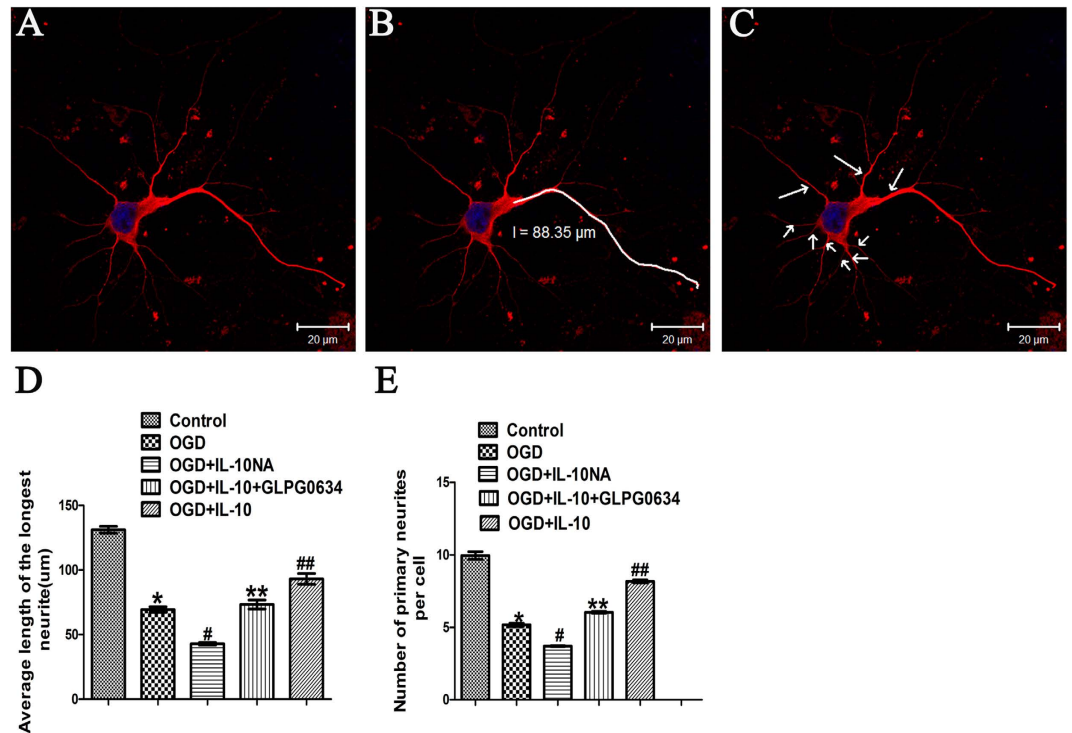 A
B
C
l = 88.35 µm
20 µm
20 µm
20 µm
D
E
Control
OGD
OGD+IL-10NA
OGD+IL-10+GLPG0634
OGD+IL-10
Average length of the longest
neurite(um)
150
100
50
0
*
#
**
##
Control
OGD
OGD+IL-10NA
OGD+IL-10+GLPG0634
OGD+IL-10
Number of primary neurites
per cell
15
10
5
0
*
#
**
##